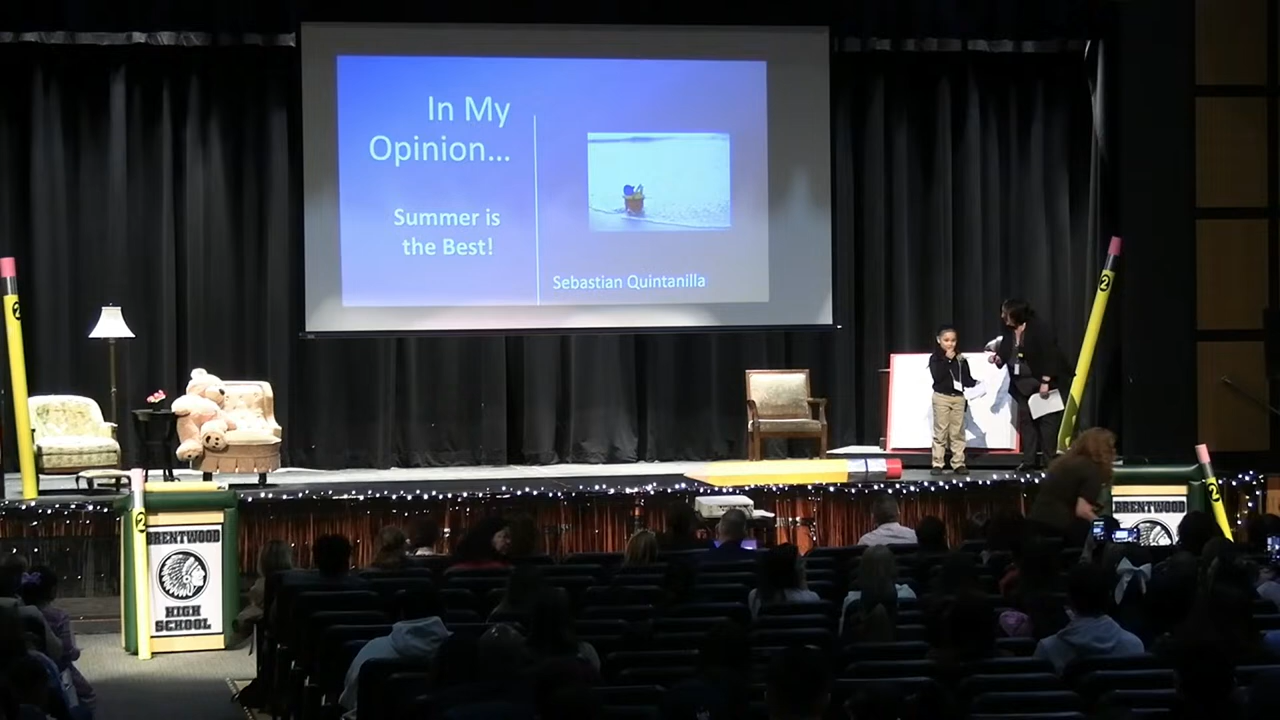 In My
Opinion...
Summer is
the Best!
Sebastian Quintanilla
2
2
2
BRENTWOOD
HIGH
SCHOOL
BRENTWOOD
2